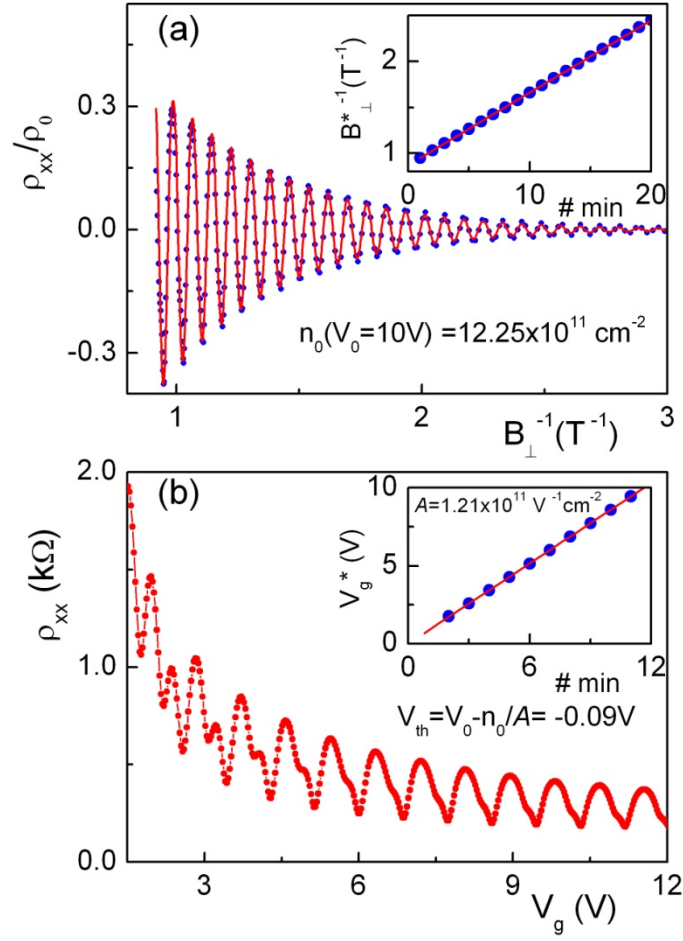 (a)
ρxx/ρ0
0.3
0.0
-0.3
B*⊥⁻¹(T⁻¹)
2
1
0
10
20
# min
n₀(V₀=10V) =12.25x10¹¹ cm⁻²
1
2
3
B⊥⁻¹(T⁻¹)
(b)
ρxx (kΩ)
2.0
1.0
0.0
A=1.21x10¹¹ V⁻¹cm⁻²
Vg* (V)
10
5
0
0
6
12
# min
Vth=V₀-n₀/A= -0.09V
3
6
9
12
Vg (V)